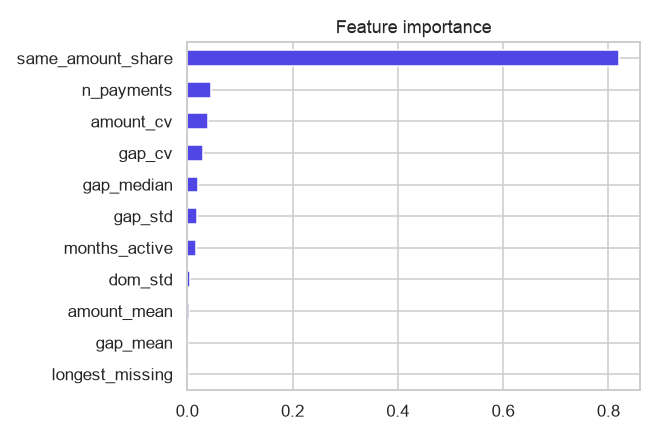 Feature importance
same_amount_share
n_payments
amount_cv
gap_cv
gap_median
gap_std
months_active
dom_std
amount_mean
gap_mean
longest_missing
0.0 0.2 0.4 0.6 0.8